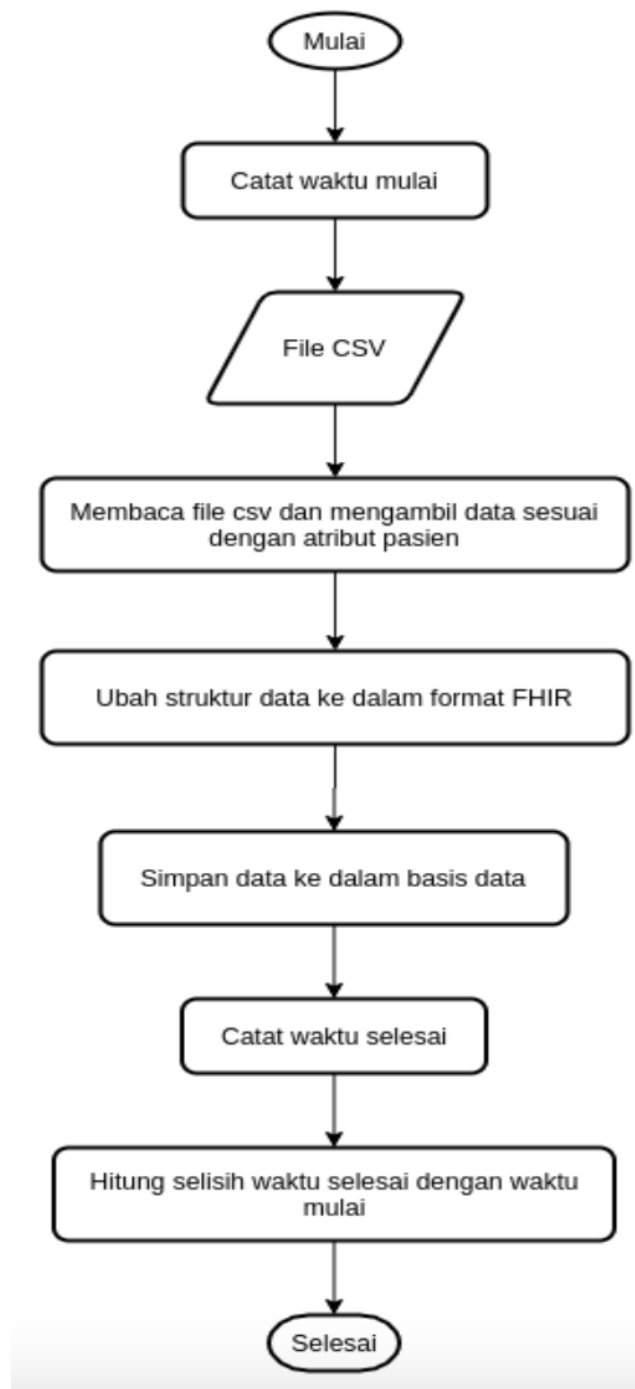 Mulai
Catat waktu mulai
File CSV
Membaca file csv dan mengambil data sesuai
dengan atribut pasien
Ubah struktur data ke dalam format FHIR
Simpan data ke dalam basis data
Catat waktu selesai
Hitung selisih waktu selesai dengan waktu
mulai
Selesai